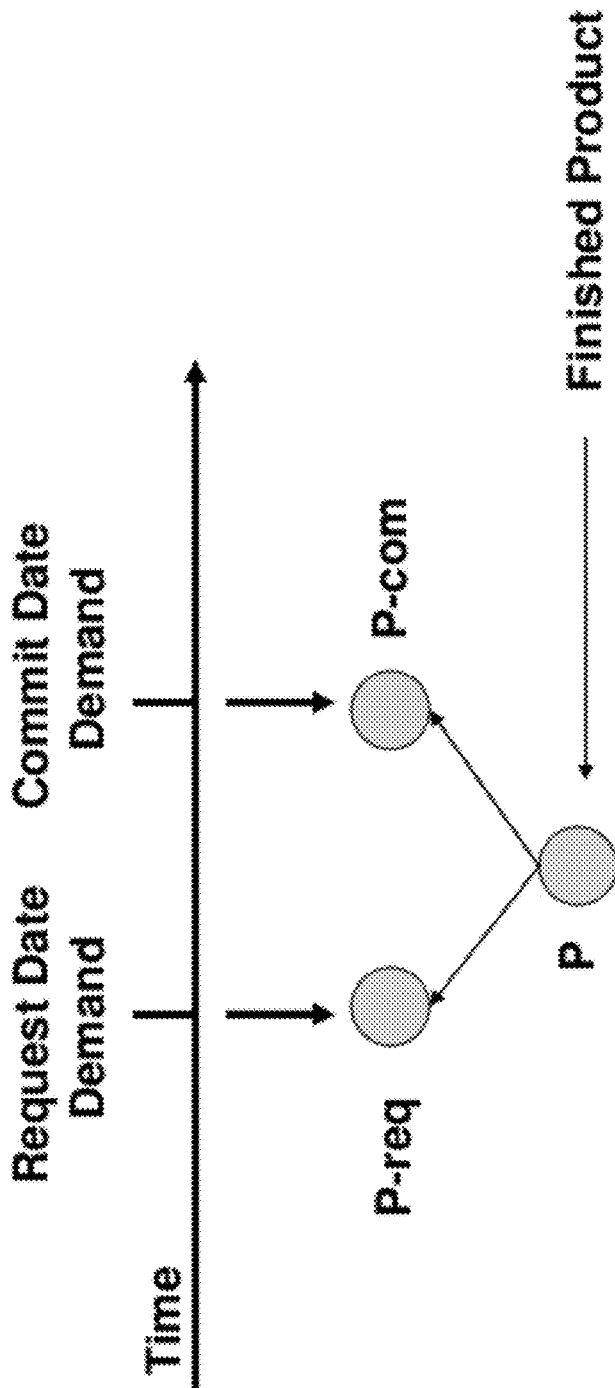 Request Date
Demand
Commit Date
Demand
Time
P-req
P-com
P
Finished Product